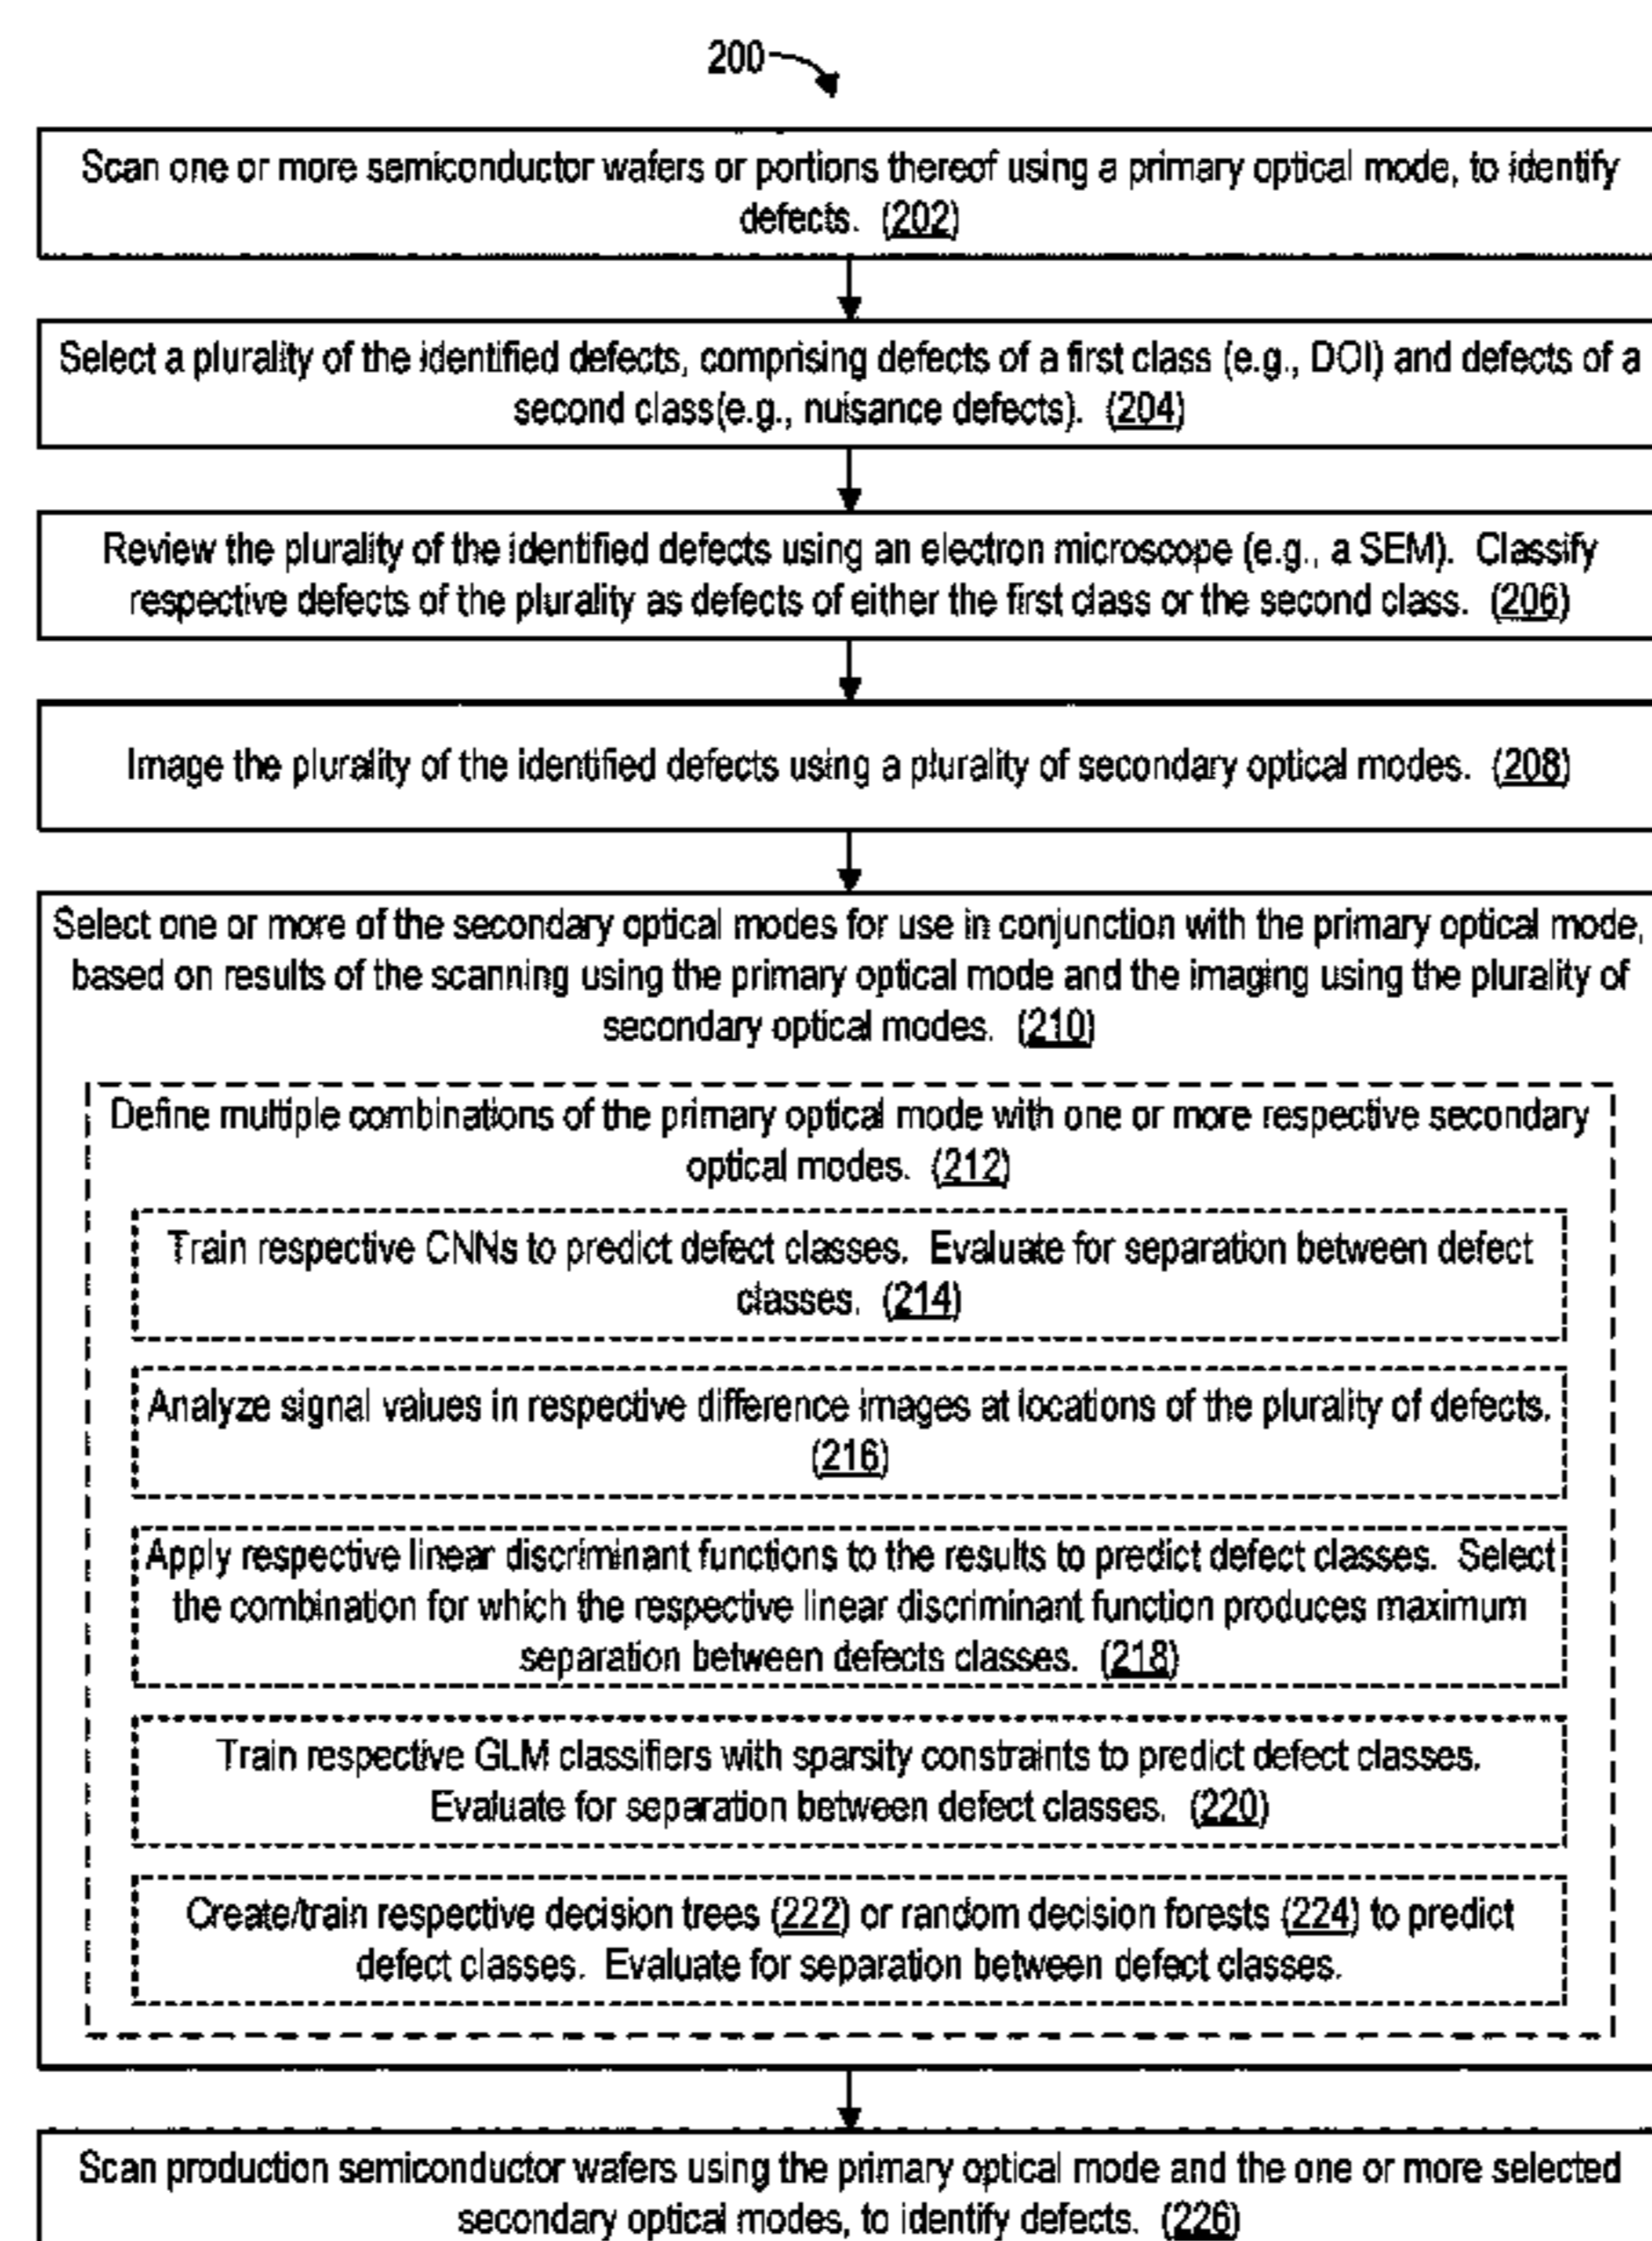 200
Scan one or more semiconductor wafers or portions thereof using a primary optical mode, to identify
defects. (202)
Select a plurality of the identified defects, comprising defects of a first class (e.g., DOI) and defects of a
second class(e.g., nuisance defects). (204)
Review the plurality of the identified defects using an electron microscope (e.g., a SEM). Classify
respective defects of the plurality as defects of either the first class or the second class. (206)
Image the plurality of the identified defects using a plurality of secondary optical modes. (208)
Select one or more of the secondary optical modes for use in conjunction with the primary optical mode,
based on results of the scanning using the primary optical mode and the imaging using the plurality of
secondary optical modes. (210)
Define multiple combinations of the primary optical mode with one or more respective secondary
optical modes. (212)
Train respective CNNs to predict defect classes. Evaluate for separation between defect
classes. (214)
Analyze signal values in respective difference images at locations of the plurality of defects.
(216)
Apply respective linear discriminant functions to the results to predict defect classes. Select
the combination for which the respective linear discriminant function produces maximum
separation between defects classes. (218)
Train respective GLM classifiers with sparsity constraints to predict defect classes.
Evaluate for separation between defect classes. (220)
Create/train respective decision trees (222) or random decision forests (224) to predict
defect classes. Evaluate for separation between defect classes.
Scan production semiconductor wafers using the primary optical mode and the one or more selected
secondary optical modes, to identify defects. (226)